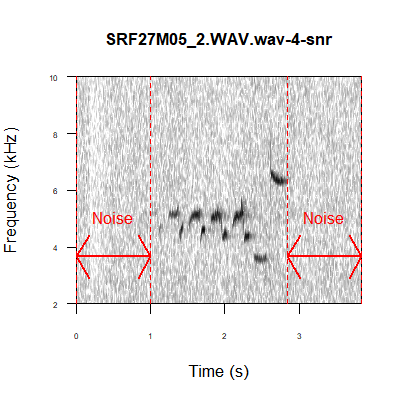 SRF27M05_2.WAV.wav-4-snr
10
8
6
4
2
Frequency (kHz)
Noise
Noise
0
1
2
3
Time (s)